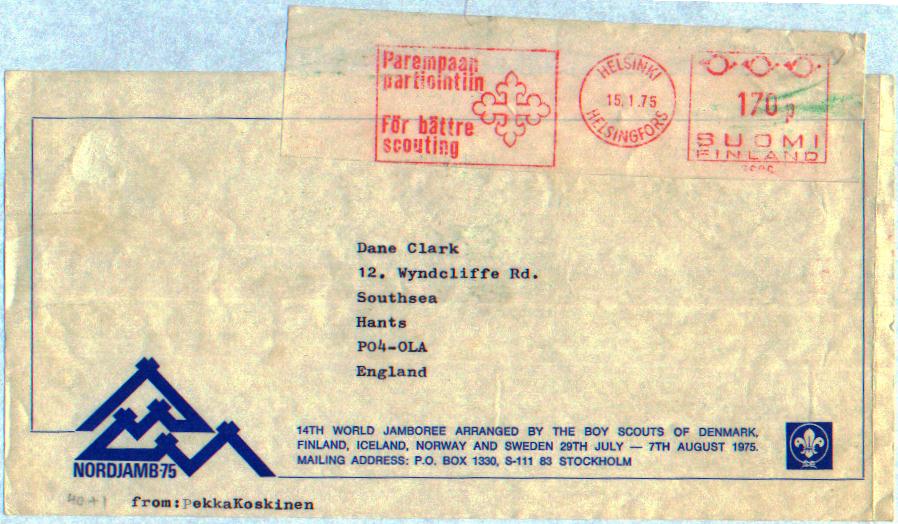 Parempaan
partiointiin
För bättre
scouting
HELSINKI
15.1.75
HELSINGFORS
170 p
SUOMI
FINLAND
Dane Clark
12. Wyndcliffe Rd.
Southsea
Hants
PO4-OLA
England
NORDJAMB-75
14TH WORLD JAMBOREE ARRANGED BY THE BOY SCOUTS OF DENMARK,
FINLAND, ICELAND, NORWAY AND SWEDEN 29TH JULY — 7TH AUGUST 1975.
MAILING ADDRESS: P.O. BOX 1330, S-111 83 STOCKHOLM
40+1
from:PekkaKoskinen